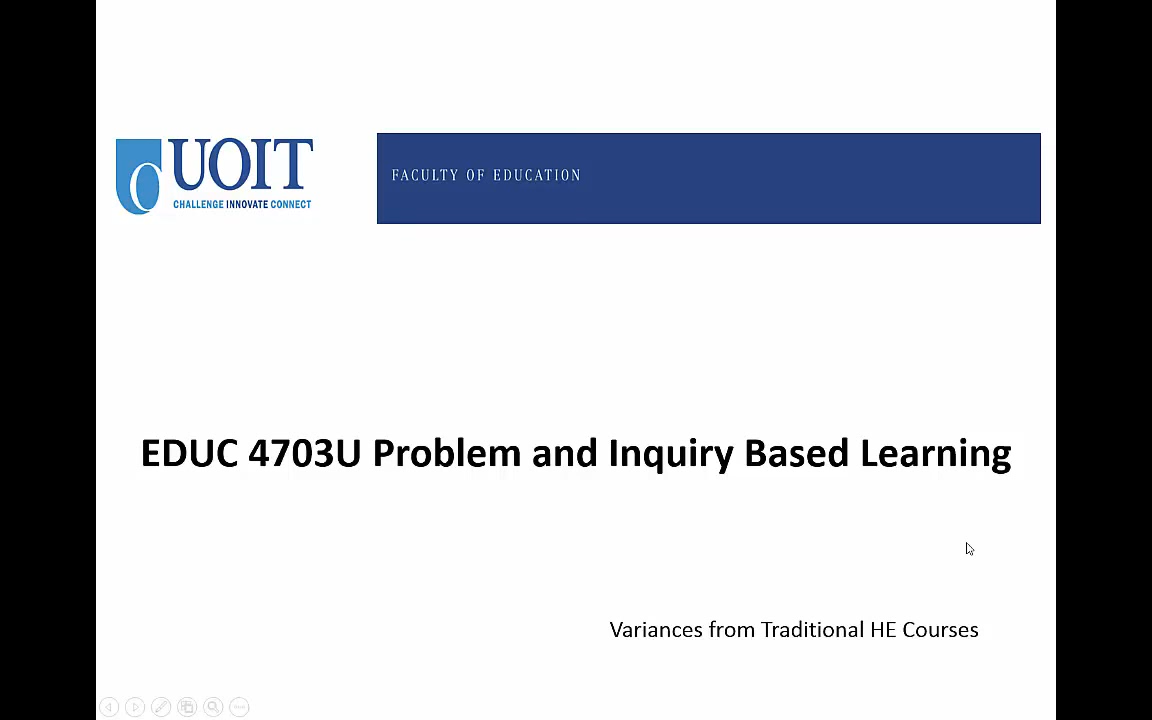 UOIT
CHALLENGE INNOVATE CONNECT
FACULTY OF EDUCATION
EDUC 4703U Problem and Inquiry Based Learning
Variances from Traditional HE Courses